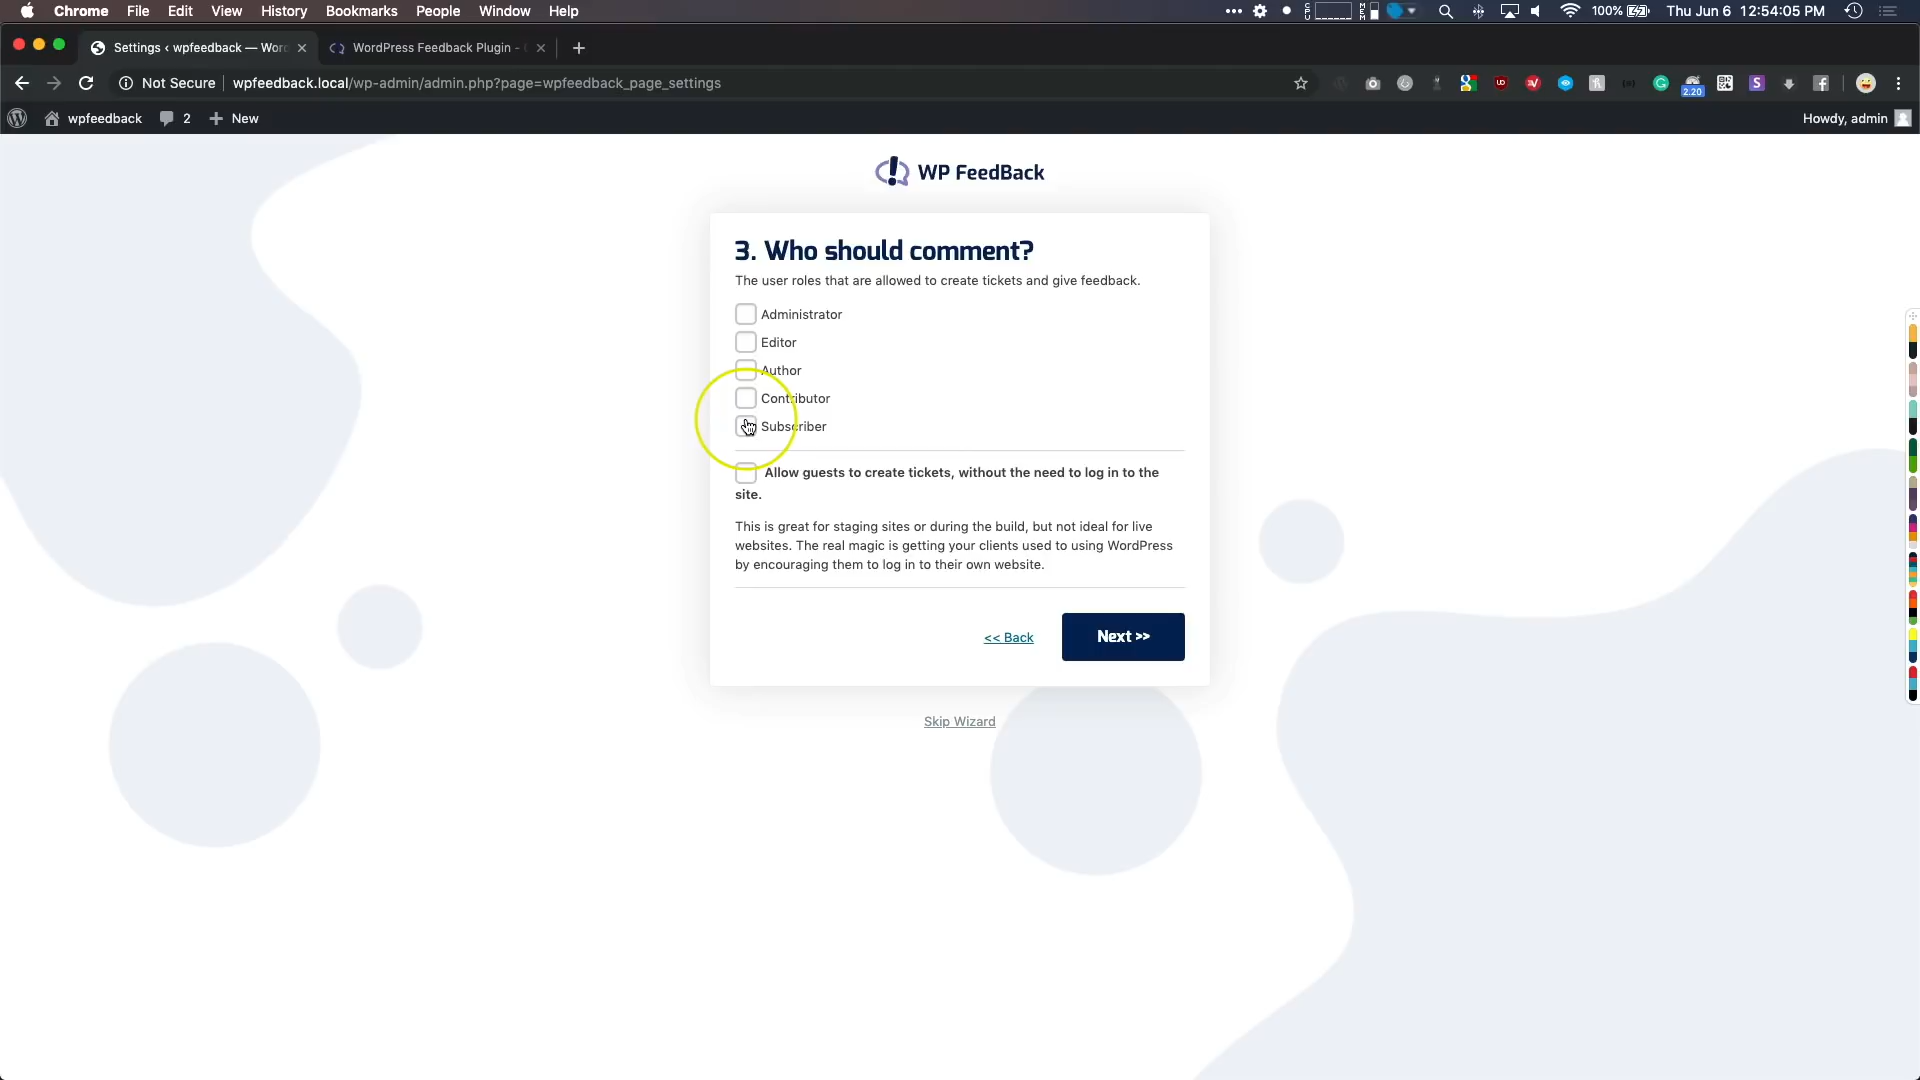 Chrome File Edit View History Bookmarks People Window Help
100% Thu Jun 6 12:54:05 PM
Settings ‹ wpfeedback — Wor
WordPress Feedback Plugin -
Not Secure wpfeedback.local/wp-admin/admin.php?page=wpfeedback_page_settings
2.20
wpfeedback 2 New
Howdy, admin
WP FeedBack
3. Who should comment?
The user roles that are allowed to create tickets and give feedback.
Administrator
Editor
Author
Contributor
Subscriber
Allow guests to create tickets, without the need to log in to the
site.
This is great for staging sites or during the build, but not ideal for live
websites. The real magic is getting your clients used to using WordPress
by encouraging them to log in to their own website.
<< Back
Next >>
Skip Wizard